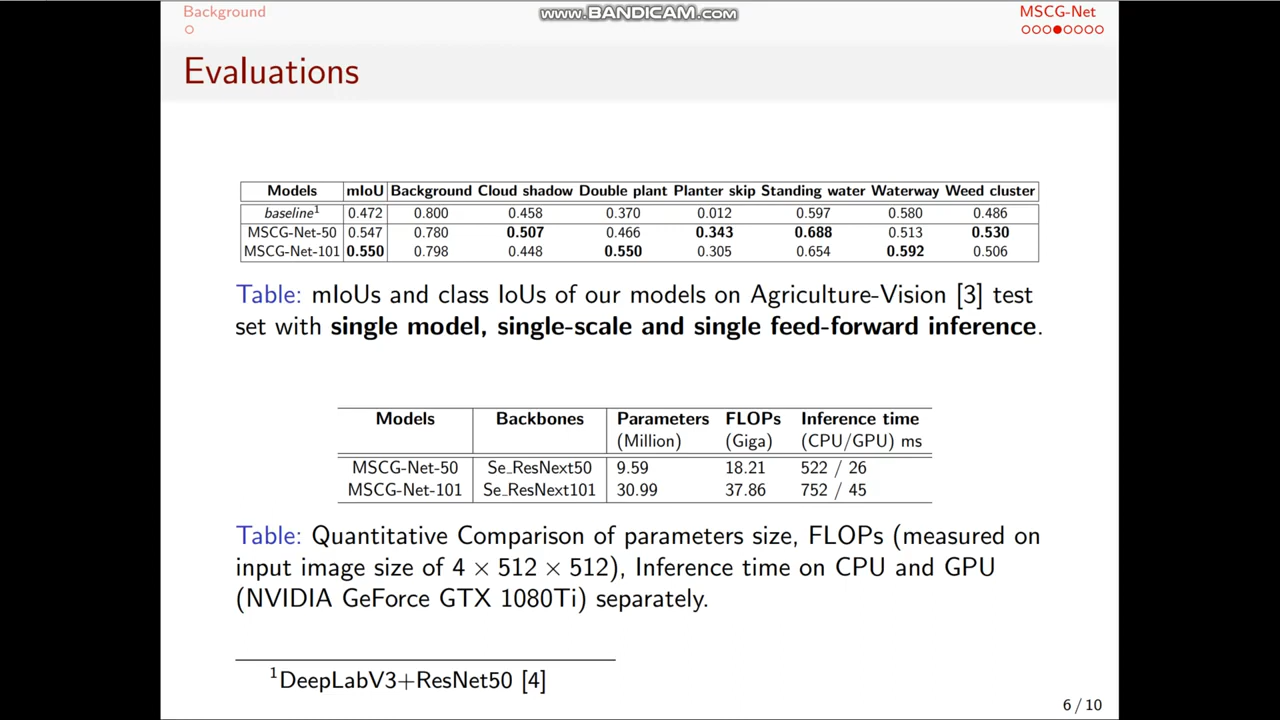 Background
www.BANDICAM.com
MSCG-Net
Evaluations
Models mIoU Background Cloud shadow Double plant Planter skip Standing water Waterway Weed cluster
baseline1 0.472 0.800 0.458 0.370 0.012 0.597 0.580 0.486
MSCG-Net-50 0.547 0.780 0.507 0.466 0.343 0.688 0.513 0.530
MSCG-Net-101 0.550 0.798 0.448 0.550 0.305 0.654 0.592 0.506
Table: mIoUs and class IoUs of our models on Agriculture-Vision [3] test
set with single model, single-scale and single feed-forward inference.
Models Backbones Parameters FLOPs Inference time
(Million) (Giga) (CPU/GPU) ms
MSCG-Net-50 Se_ResNext50 9.59 18.21 522 / 26
MSCG-Net-101 Se_ResNext101 30.99 37.86 752 / 45
Table: Quantitative Comparison of parameters size, FLOPs (measured on
input image size of 4 × 512 × 512), Inference time on CPU and GPU
(NVIDIA GeForce GTX 1080Ti) separately.
1DeepLabV3+ResNet50 [4]
6 / 10